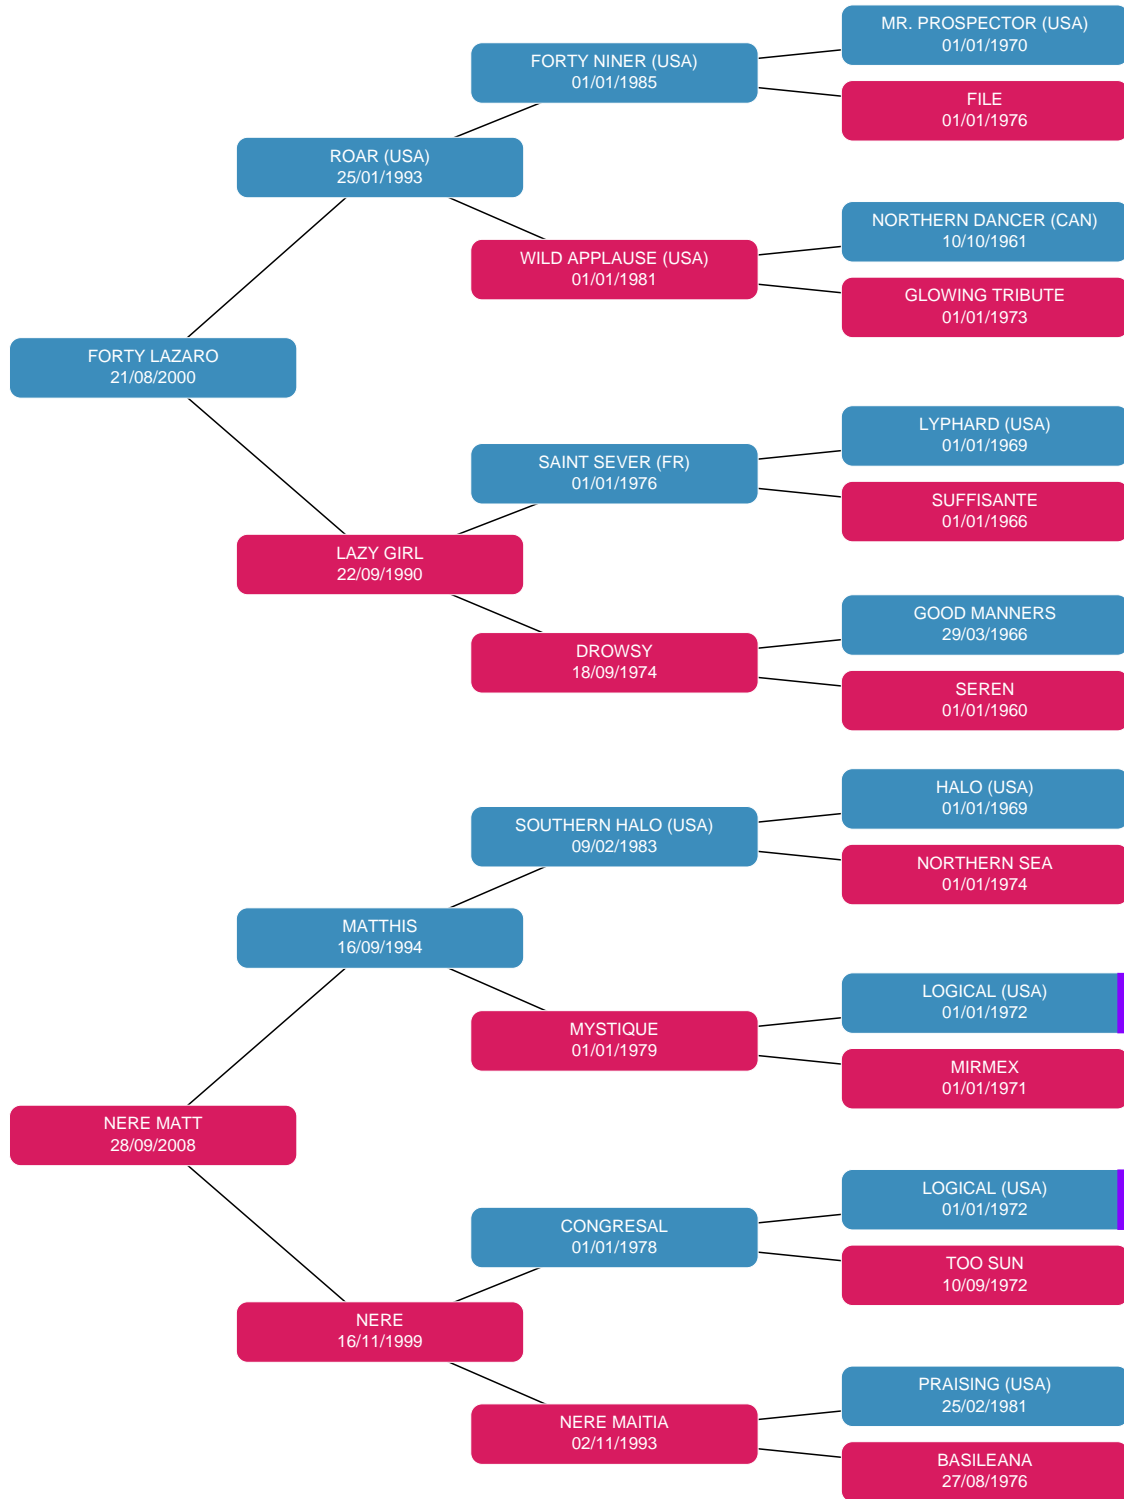 MR. PROSPECTOR (USA)
01/01/1970
FORTY NINER (USA)
01/01/1985
FILE
01/01/1976
ROAR (USA)
25/01/1993
NORTHERN DANCER (CAN)
10/10/1961
WILD APPLAUSE (USA)
01/01/1981
GLOWING TRIBUTE
01/01/1973
FORTY LAZARO
21/08/2000
LYPHARD (USA)
01/01/1969
SAINT SEVER (FR)
01/01/1976
SUFFISANTE
01/01/1966
LAZY GIRL
22/09/1990
GOOD MANNERS
29/03/1966
DROWSY
18/09/1974
SEREN
01/01/1960
HALO (USA)
01/01/1969
SOUTHERN HALO (USA)
09/02/1983
NORTHERN SEA
01/01/1974
MATTHIS
16/09/1994
LOGICAL (USA)
01/01/1972
MYSTIQUE
01/01/1979
MIRMEX
01/01/1971
NERE MATT
28/09/2008
LOGICAL (USA)
01/01/1972
CONGRESAL
01/01/1978
TOO SUN
10/09/1972
NERE
16/11/1999
PRAISING (USA)
25/02/1981
NERE MAITIA
02/11/1993
BASILEANA
27/08/1976